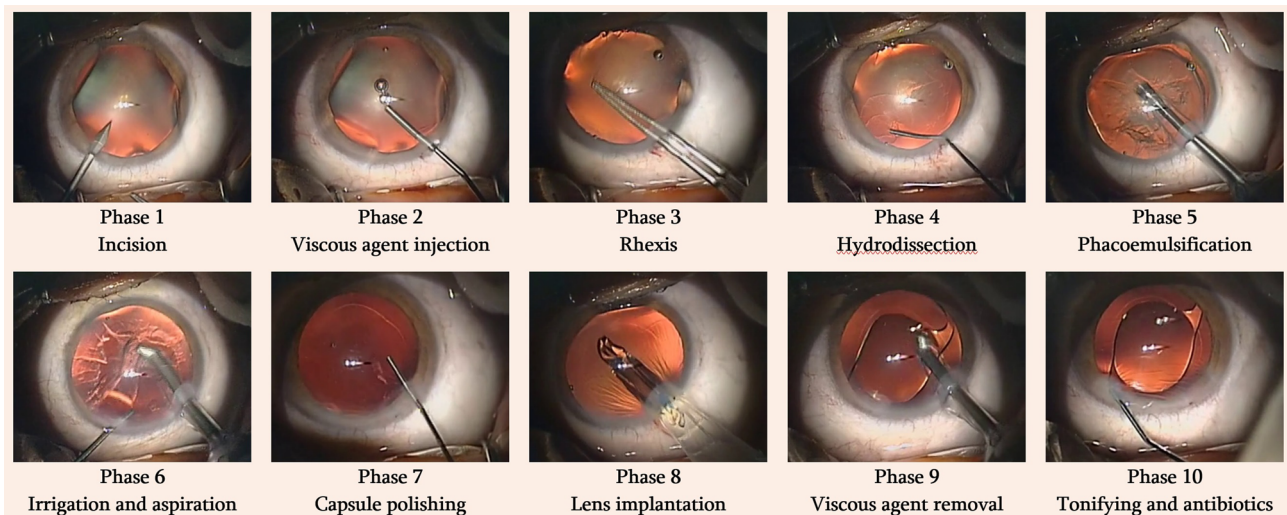 Phase 1
Incision
Phase 2
Viscous agent injection
Phase 3
Rhexis
Phase 4
Hydrodissection
Phase 5
Phacoemulsification
Phase 6
Irrigation and aspiration
Phase 7
Capsule polishing
Phase 8
Lens implantation
Phase 9
Viscous agent removal
Phase 10
Tonifying and antibiotics